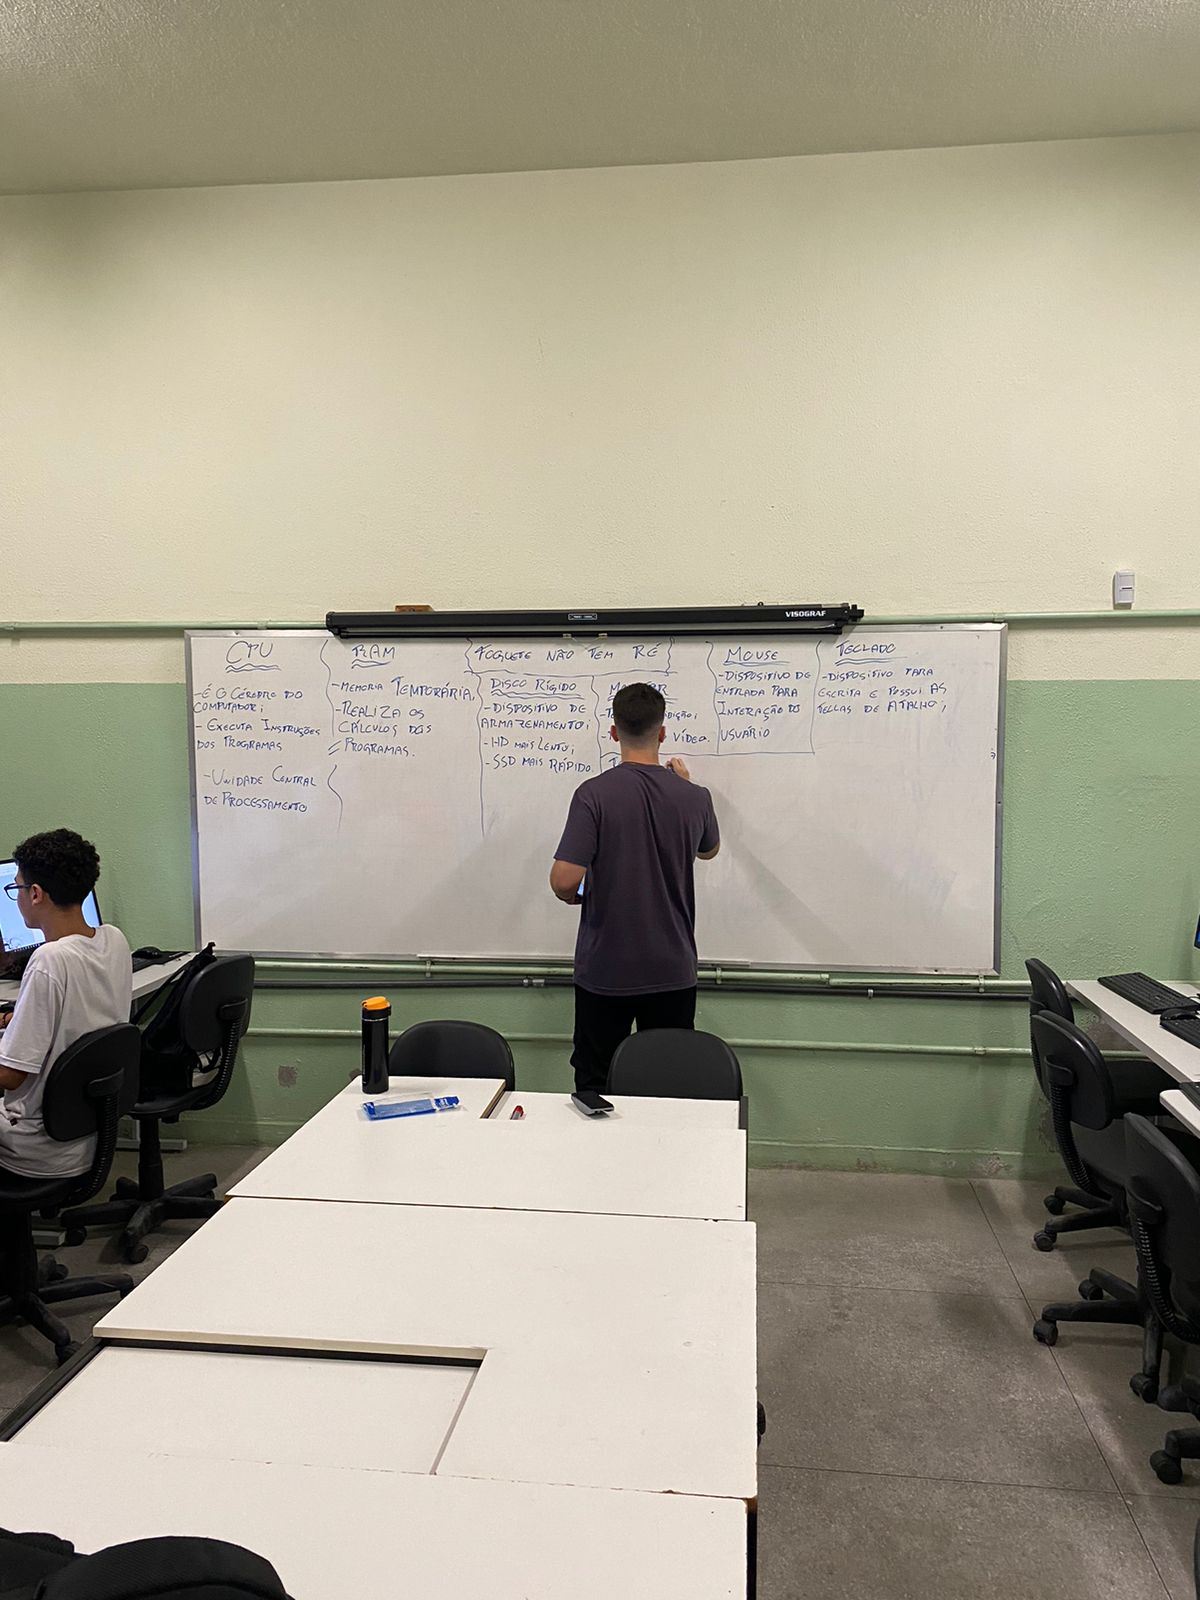 VISOGRAF
CPU
- É O CÉREBRO DO
COMPUTADOR;
- EXECUTA INSTRUÇÕES
DOS PROGRAMAS
- UNIDADE CENTRAL
DE PROCESSAMENTO
RAM
- MEMORIA TEMPORÁRIA,
- REALIZA OS
CÁLCULOS DOS
PROGRAMAS.
FOGUETE NÃO TEM RÉ
DISCO RÍGIDO
- DISPOSITIVO DE
ARMAZENAMENTO;
- HD MAIS LENTO;
- SSD MAIS RÁPIDO.
VÍDEO.
MOUSE
- DISPOSITIVO DE
ENTRADA PARA
INTERAÇÃO DO
USUÁRIO
TECLADO
- DISPOSITIVO PARA
ESCRITA E POSSUI AS
TECLAS DE ATALHO;